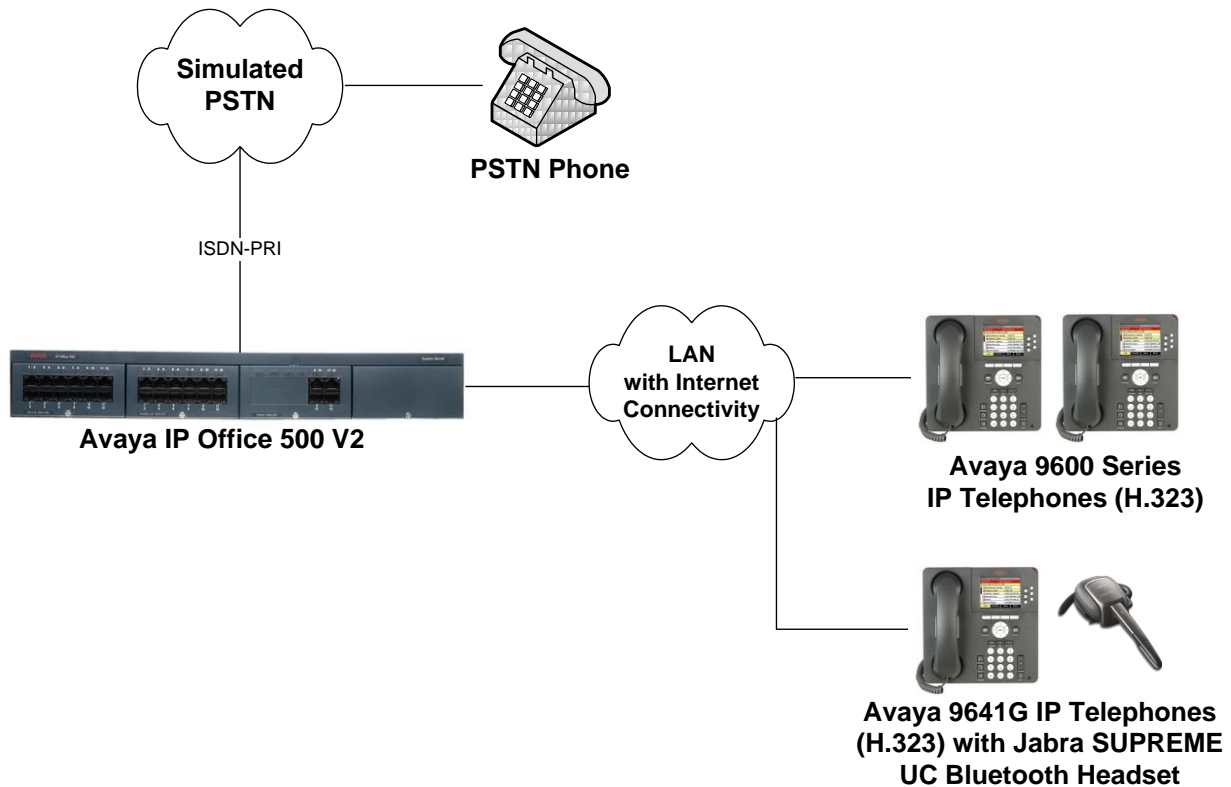 Simulated
PSTN
PSTN Phone
ISDN-PRI
Avaya IP Office 500 V2
LAN
with Internet
Connectivity
Avaya 9600 Series
IP Telephones (H.323)
Avaya 9641G IP Telephones
(H.323) with Jabra SUPREME
UC Bluetooth Headset